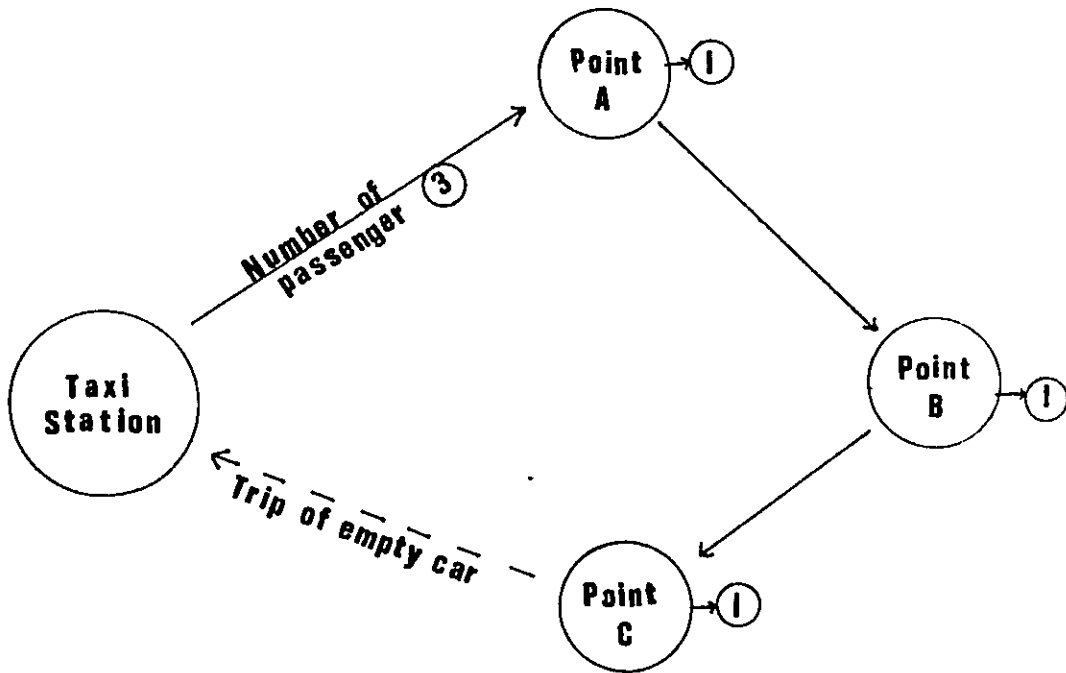 Point
A
1
Number of
passenger 3
Taxi
Station
Point
B
1
Trip of empty car
Point
C
1